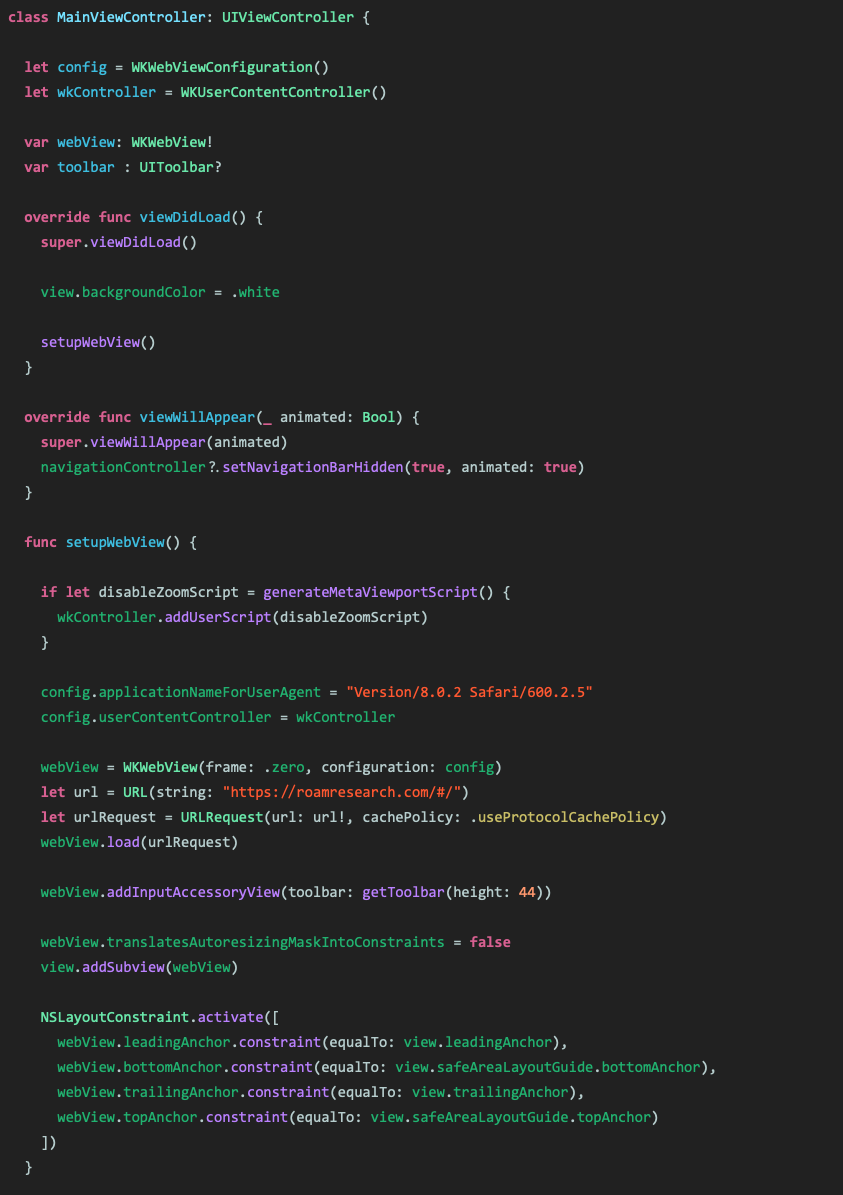 class MainViewController: UIViewController {
let config = WKWebViewConfiguration()
let wkController = WKUserContentController()
var webView: WKWebView!
var toolbar : UIToolbar?
override func viewDidLoad() {
super.viewDidLoad()
view.backgroundColor = .white
setupWebView()
}
override func viewWillAppear(_ animated: Bool) {
super.viewWillAppear(animated)
navigationController?.setNavigationBarHidden(true, animated: true)
}
func setupWebView() {
if let disableZoomScript = generateMetaViewportScript() {
wkController.addUserScript(disableZoomScript)
}
config.applicationNameForUserAgent = "Version/8.0.2 Safari/600.2.5"
config.userContentController = wkController
webView = WKWebView(frame: .zero, configuration: config)
let url = URL(string: "https://roamresearch.com/#/")
let urlRequest = URLRequest(url: url!, cachePolicy: .useProtocolCachePolicy)
webView.load(urlRequest)
webView.addInputAccessoryView(toolbar: getToolbar(height: 44))
webView.translatesAutoresizingMaskIntoConstraints = false
view.addSubview(webView)
NSLayoutConstraint.activate([
webView.leadingAnchor.constraint(equalTo: view.leadingAnchor),
webView.bottomAnchor.constraint(equalTo: view.safeAreaLayoutGuide.bottomAnchor),
webView.trailingAnchor.constraint(equalTo: view.trailingAnchor),
webView.topAnchor.constraint(equalTo: view.safeAreaLayoutGuide.topAnchor)
])
}